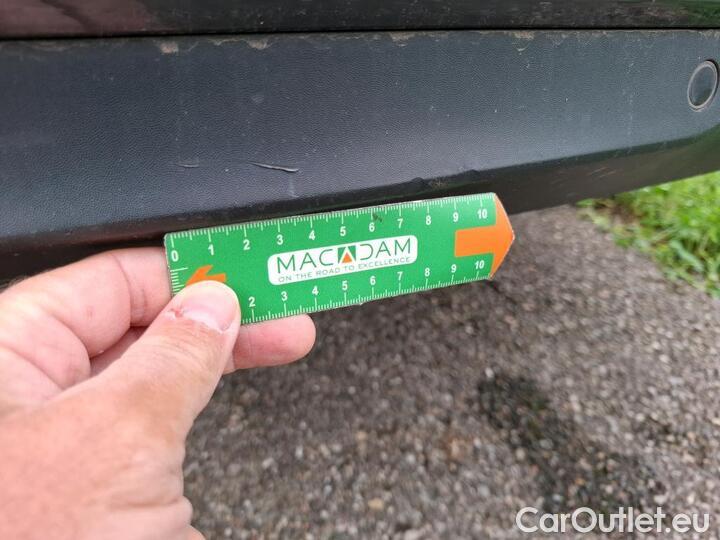 0 1 2 3 4 5 6 7 8 9 10
MACADAM
ON THE ROAD TO EXCELLENCE
2 3 4 5 6 7 8 9 10
CarOutlet.eu